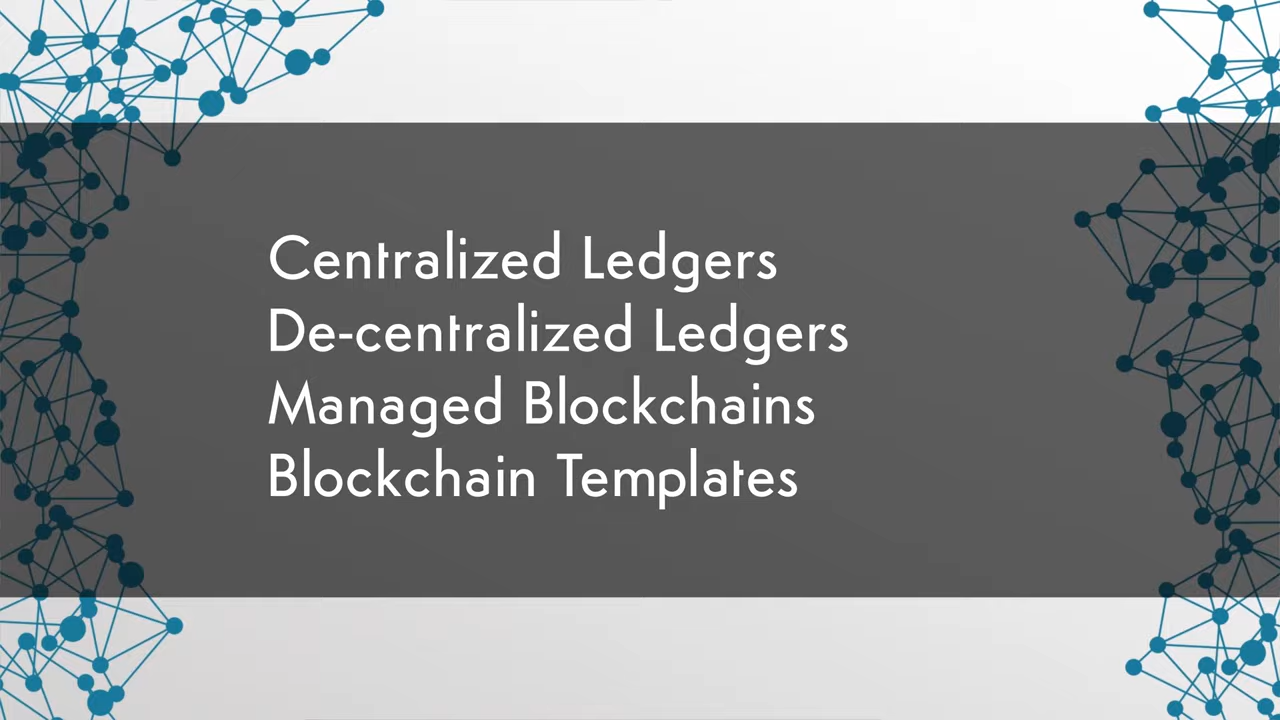 Centralized Ledgers
De-centralized Ledgers
Managed Blockchains
Blockchain Templates